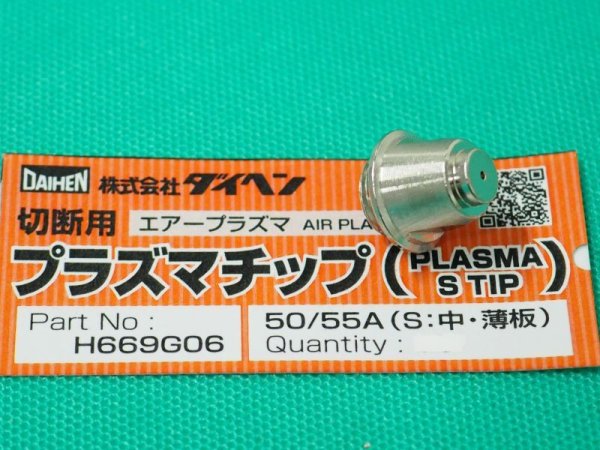 DAIHEN 株式会社ダイヘン
切断用 エアープラズマ AIR
プラズマチップ(PLASMA S TIP)
Part No : H669G06
50/55A(S:中・薄板)
Quantity :